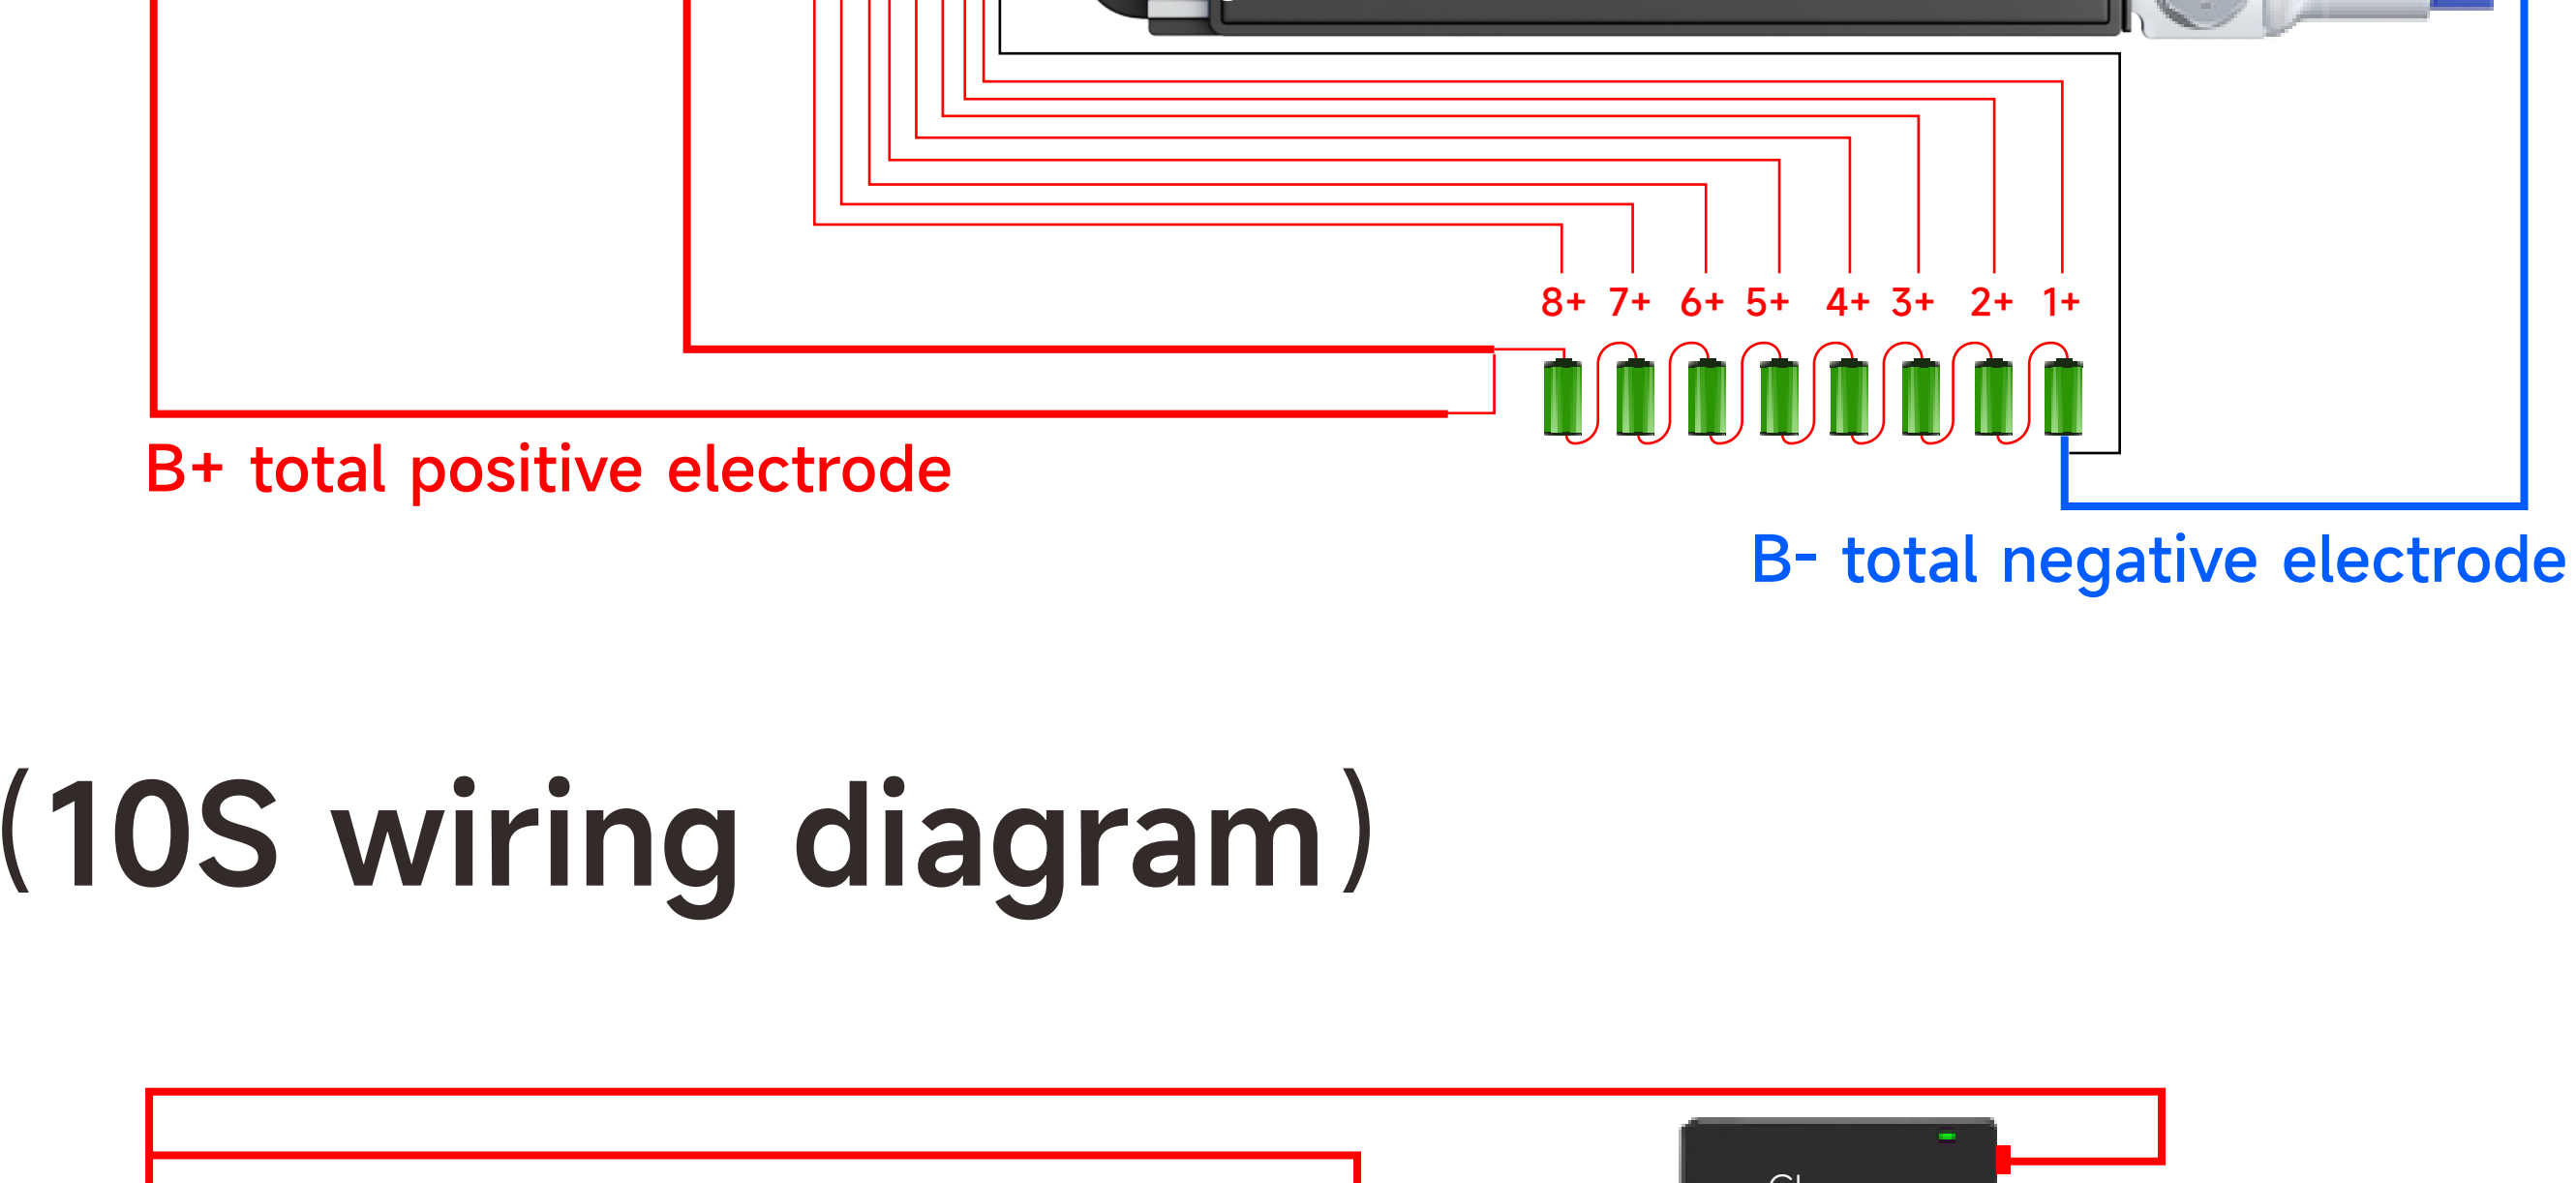 8+ 7+ 6+ 5+ 4+ 3+ 2+ 1+
B+ total positive electrode
B- total negative electrode
(10S wiring diagram)